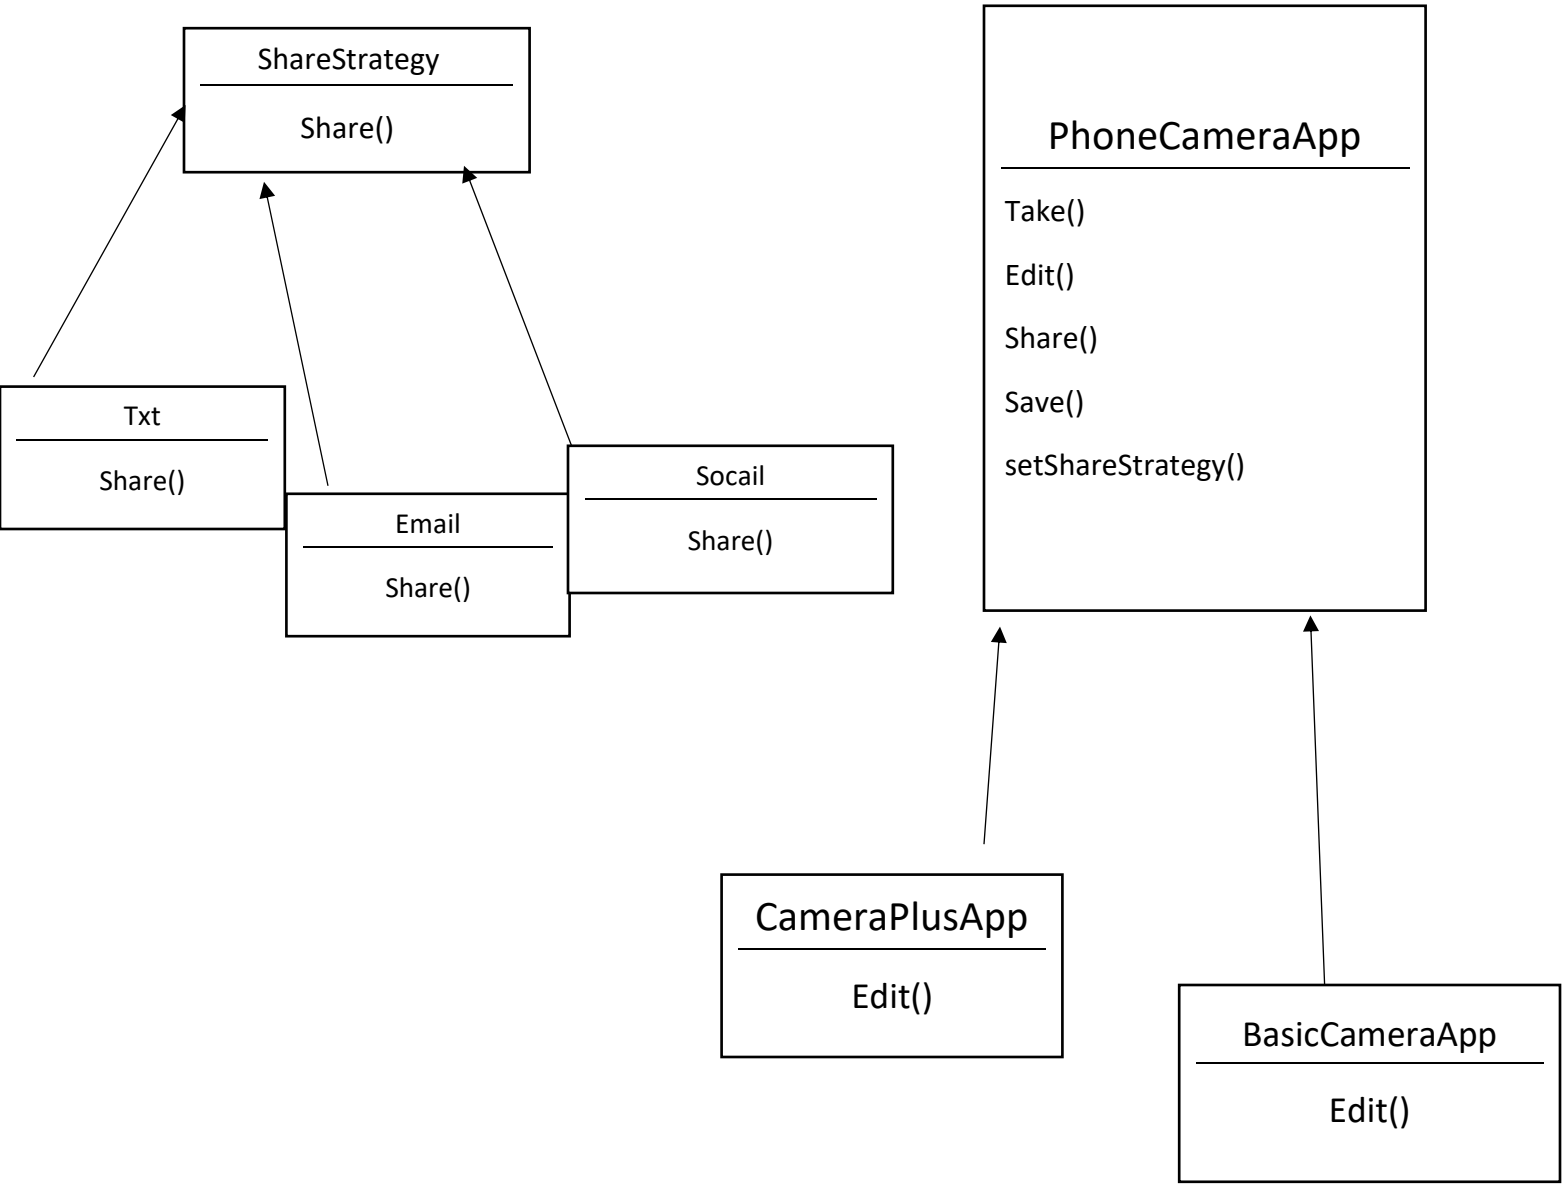 ShareStrategy
Share()
Txt
Share()
Email
Share()
Socail
Share()
PhoneCameraApp
Take()
Edit()
Share()
Save()
setShareStrategy()
CameraPlusApp
Edit()
BasicCameraApp
Edit()